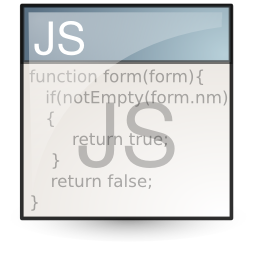 JS
function form(form){
if(notEmpty(form.nm)
{
return true;
}
return false;
}
JS